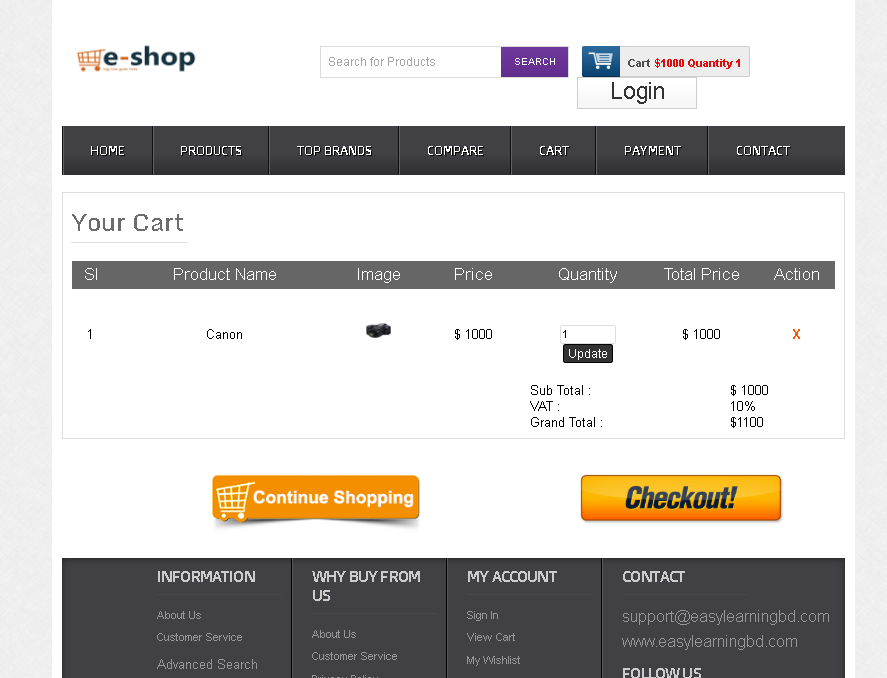 e-shop
Search for Products
SEARCH
Cart $1000 Quantity 1
Login
HOME PRODUCTS TOP BRANDS COMPARE CART PAYMENT CONTACT
Your Cart
Sl Product Name Image Price Quantity Total Price Action
1 Canon $ 1000 1 $ 1000 X
Update
Sub Total : $ 1000
VAT : 10%
Grand Total : $1100
Continue Shopping
Checkout!
INFORMATION
About Us
Customer Service
Advanced Search
WHY BUY FROM
US
About Us
Customer Service
Privacy Policy
MY ACCOUNT
Sign In
View Cart
My Wishlist
CONTACT
support@easylearningbd.com
www.easylearningbd.com
FOLLOW US